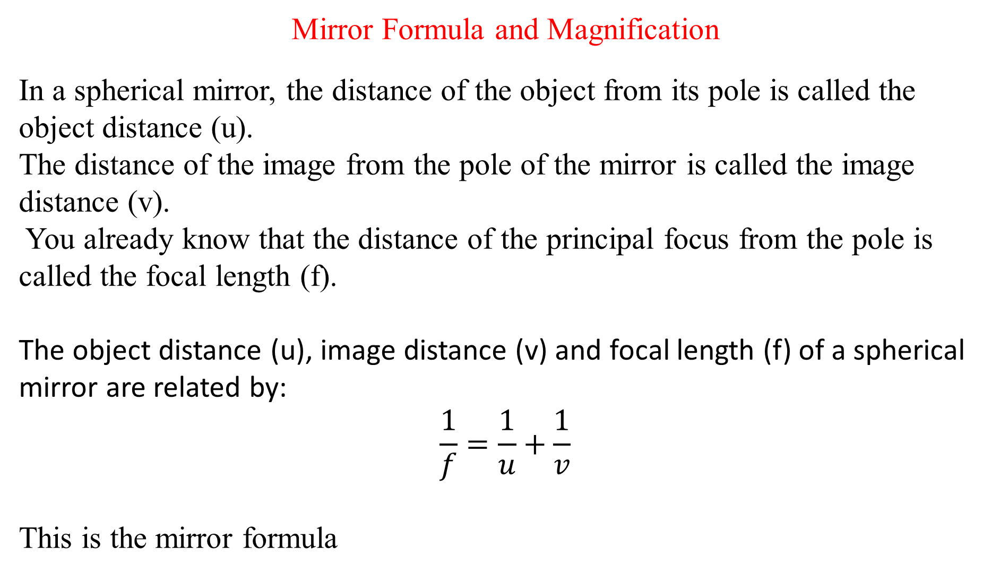 Mirror Formula and Magnification
In a spherical mirror, the distance of the object from its pole is called the
object distance (u).
The distance of the image from the pole of the mirror is called the image
distance (v).
You already know that the distance of the principal focus from the pole is
called the focal length (f).
The object distance (u), image distance (v) and focal length (f) of a spherical
mirror are related by:
1/f = 1/u + 1/v
This is the mirror formula